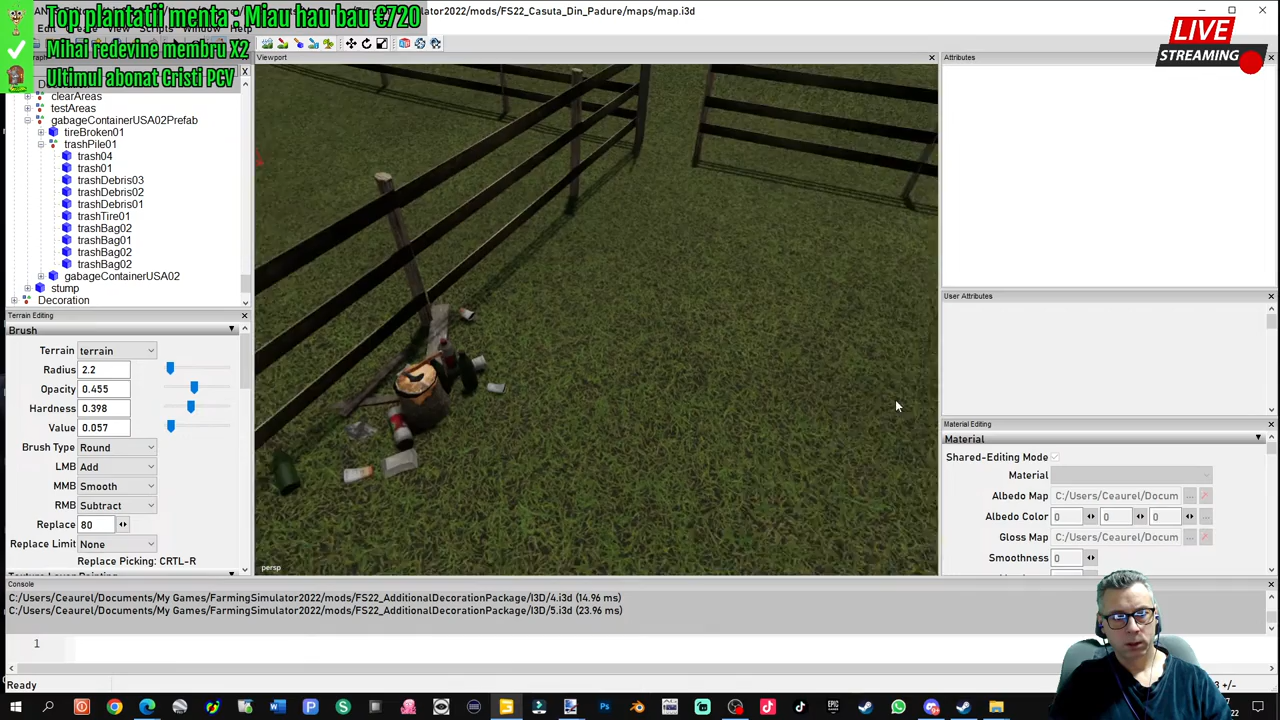 Top plantatii menta : Miau hau bau €720
Mihai redevine membru X2
Ultimul abonat Cristi PCV
Limulator2022/mods/FS22_Casuta_Din_Padure/maps/map.i3d
LIVE
STREAMING
Viewport
Attributes
clearAreas
testAreas
gabageContainerUSA02Prefab
tireBroken01
trashPile01
trash04
trash01
trashDebris03
trashDebris02
trashDebris01
trashTire01
trashBag02
trashBag01
trashBag02
trashBag02
gabageContainerUSA02
stump
Decoration
Terrain Editing
Brush
Terrain terrain
Radius 2.2
Opacity 0.455
Hardness 0.398
Value 0.057
Brush Type Round
LMB Add
MMB Smooth
RMB Subtract
Replace 80
Replace Limit None
Replace Picking: CRTL-R
persp
User Attributes
Material Editing
Material
Shared-Editing Mode
Material
Albedo Map C:/Users/Ceaurel/Docum ...
Albedo Color 0 0 0 ...
Gloss Map C:/Users/Ceaurel/Docum ...
Smoothness 0
Console
C:/Users/Ceaurel/Documents/My Games/FarmingSimulator2022/mods/FS22_AdditionalDecorationPackage/I3D/4.i3d (14.96 ms)
C:/Users/Ceaurel/Documents/My Games/FarmingSimulator2022/mods/FS22_AdditionalDecorationPackage/I3D/5.i3d (23.96 ms)
1
Ready